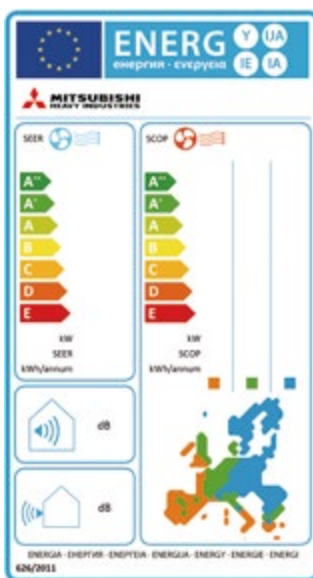 ENERG Y IJA
енергия · ενεργεια IE IA
MITSUBISHI
HEAVY INDUSTRIES
SEER
A++
A+
A
B
C
D
E
kW
SEER
kWh/annum
SCOP
A++
A+
A
B
C
D
E
kW
SCOP
kWh/annum
dB
dB
ENERGIA · ЕНЕРГИЯ · ΕΝΕΡΓΕΙΑ · ENERGIJA · ENERGY · ENERGIE · ENERGI
626/2011